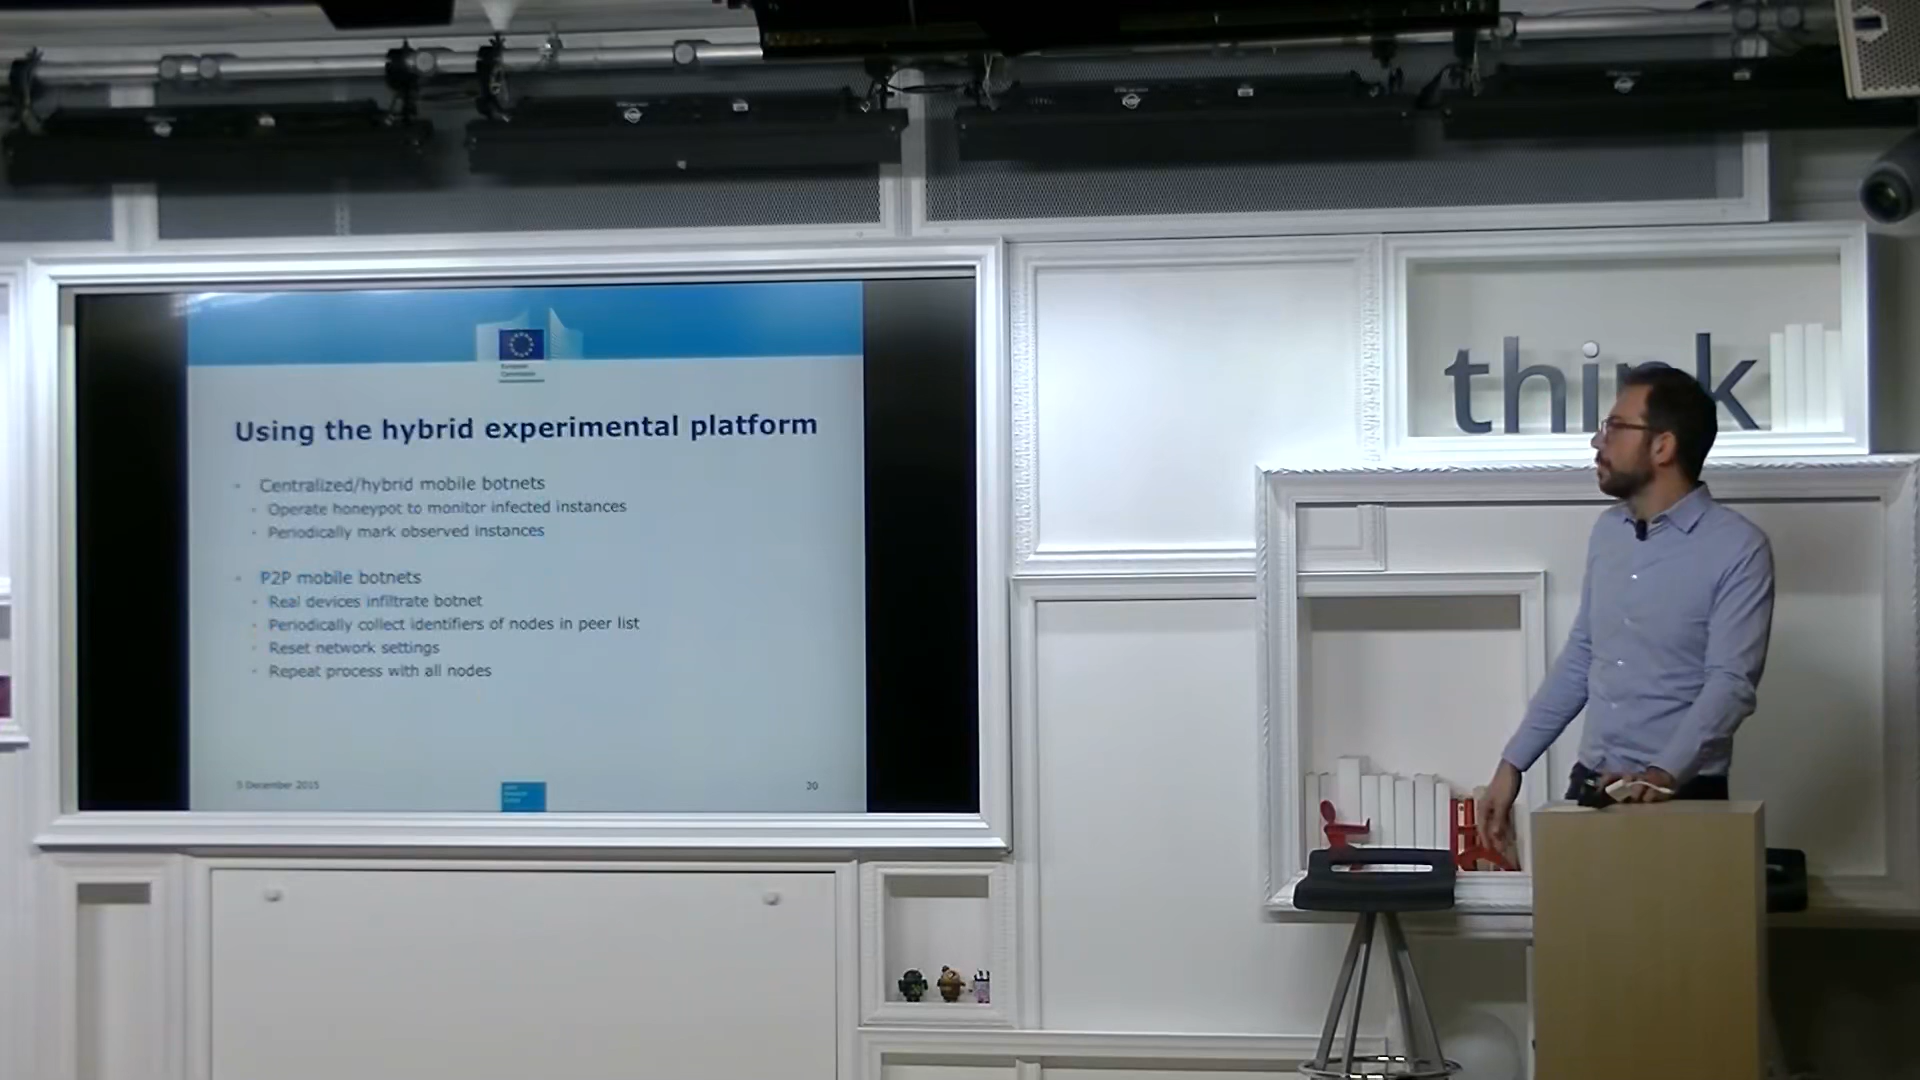 European
Commission
Using the hybrid experimental platform
Centralized/hybrid mobile botnets
Operate honeypot to monitor infected instances
Periodically mark observed instances
P2P mobile botnets
Real devices infiltrate botnet
Periodically collect identifiers of nodes in peer list
Reset network settings
Repeat process with all nodes
December 2015
30
think